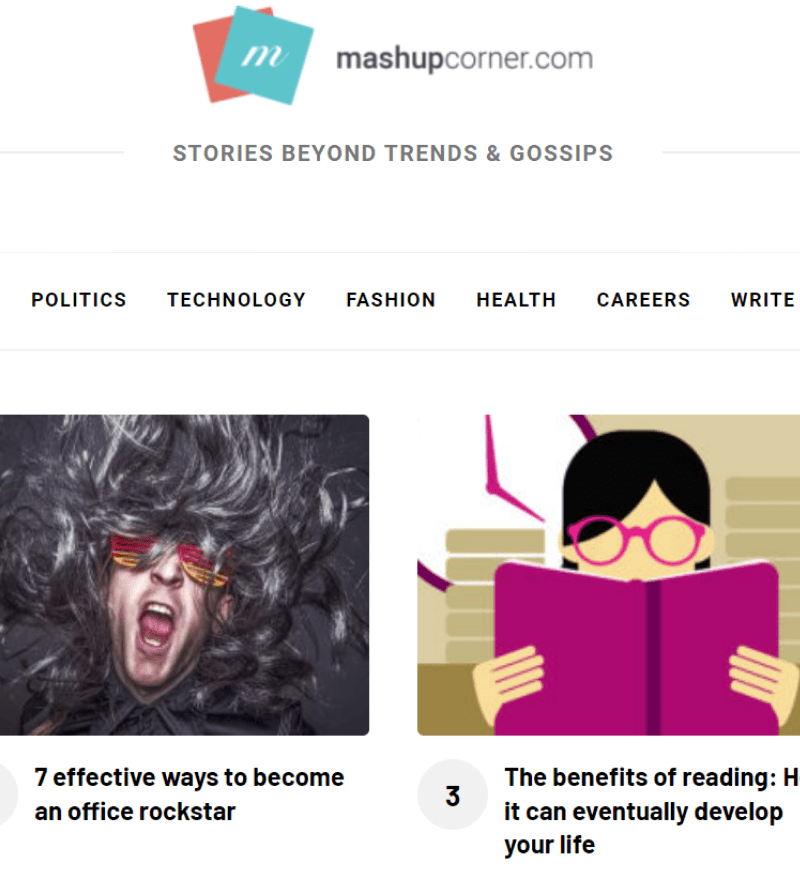 m
mashupcorner.com
STORIES BEYOND TRENDS & GOSSIPS
POLITICS TECHNOLOGY FASHION HEALTH CAREERS WRITE
7 effective ways to become
an office rockstar
3
The benefits of reading:
it can eventually develop
your life